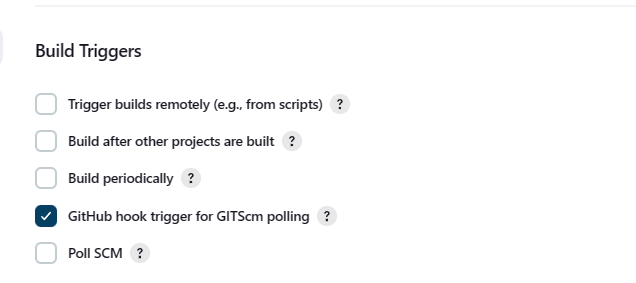 Build Triggers
Trigger builds remotely (e.g., from scripts) ?
Build after other projects are built ?
Build periodically ?
GitHub hook trigger for GITScm polling ?
Poll SCM ?